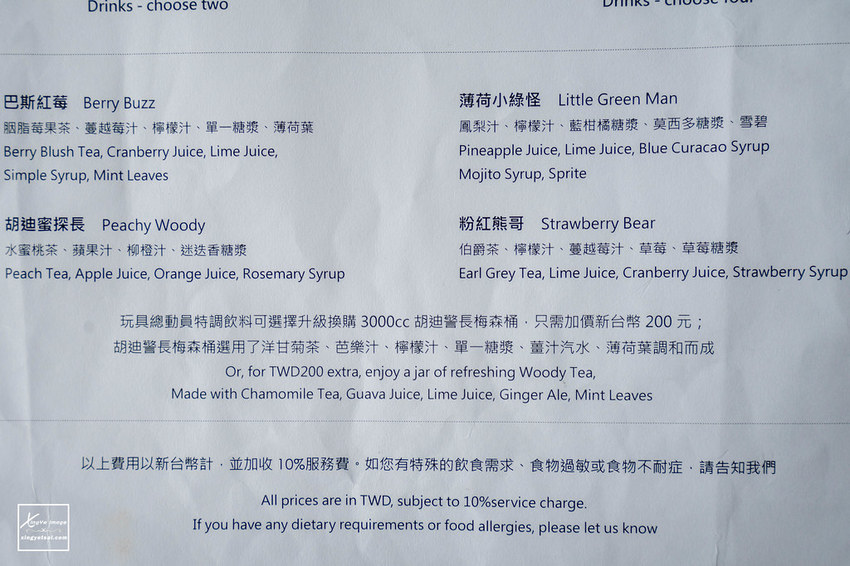 Drinks - choose two
Drinks - choose four
巴斯紅莓 Berry Buzz
胭脂莓果茶、蔓越莓汁、檸檬汁、單一糖漿、薄荷葉
Berry Blush Tea, Cranberry Juice, Lime Juice,
Simple Syrup, Mint Leaves
薄荷小綠怪 Little Green Man
鳳梨汁、檸檬汁、藍柑橘糖漿、莫西多糖漿、雪碧
Pineapple Juice, Lime Juice, Blue Curacao Syrup
Mojito Syrup, Sprite
胡迪蜜探長 Peachy Woody
水蜜桃茶、蘋果汁、柳橙汁、迷迭香糖漿
Peach Tea, Apple Juice, Orange Juice, Rosemary Syrup
粉紅熊哥 Strawberry Bear
伯爵茶、檸檬汁、蔓越莓汁、草莓、草莓糖漿
Earl Grey Tea, Lime Juice, Cranberry Juice, Strawberry Syrup
玩具總動員特調飲料可選擇升級換購 3000cc 胡迪警長梅森桶，只需加價新台幣 200 元；
胡迪警長梅森桶選用了洋甘菊茶、芭樂汁、檸檬汁、單一糖漿、薑汁汽水、薄荷葉調和而成
Or, for TWD200 extra, enjoy a jar of refreshing Woody Tea,
Made with Chamomile Tea, Guava Juice, Lime Juice, Ginger Ale, Mint Leaves
以上費用以新台幣計，並加收 10%服務費。如您有特殊的飲食需求、食物過敏或食物不耐症，請告知我們
All prices are in TWD, subject to 10%service charge.
If you have any dietary requirements or food allergies, please let us know